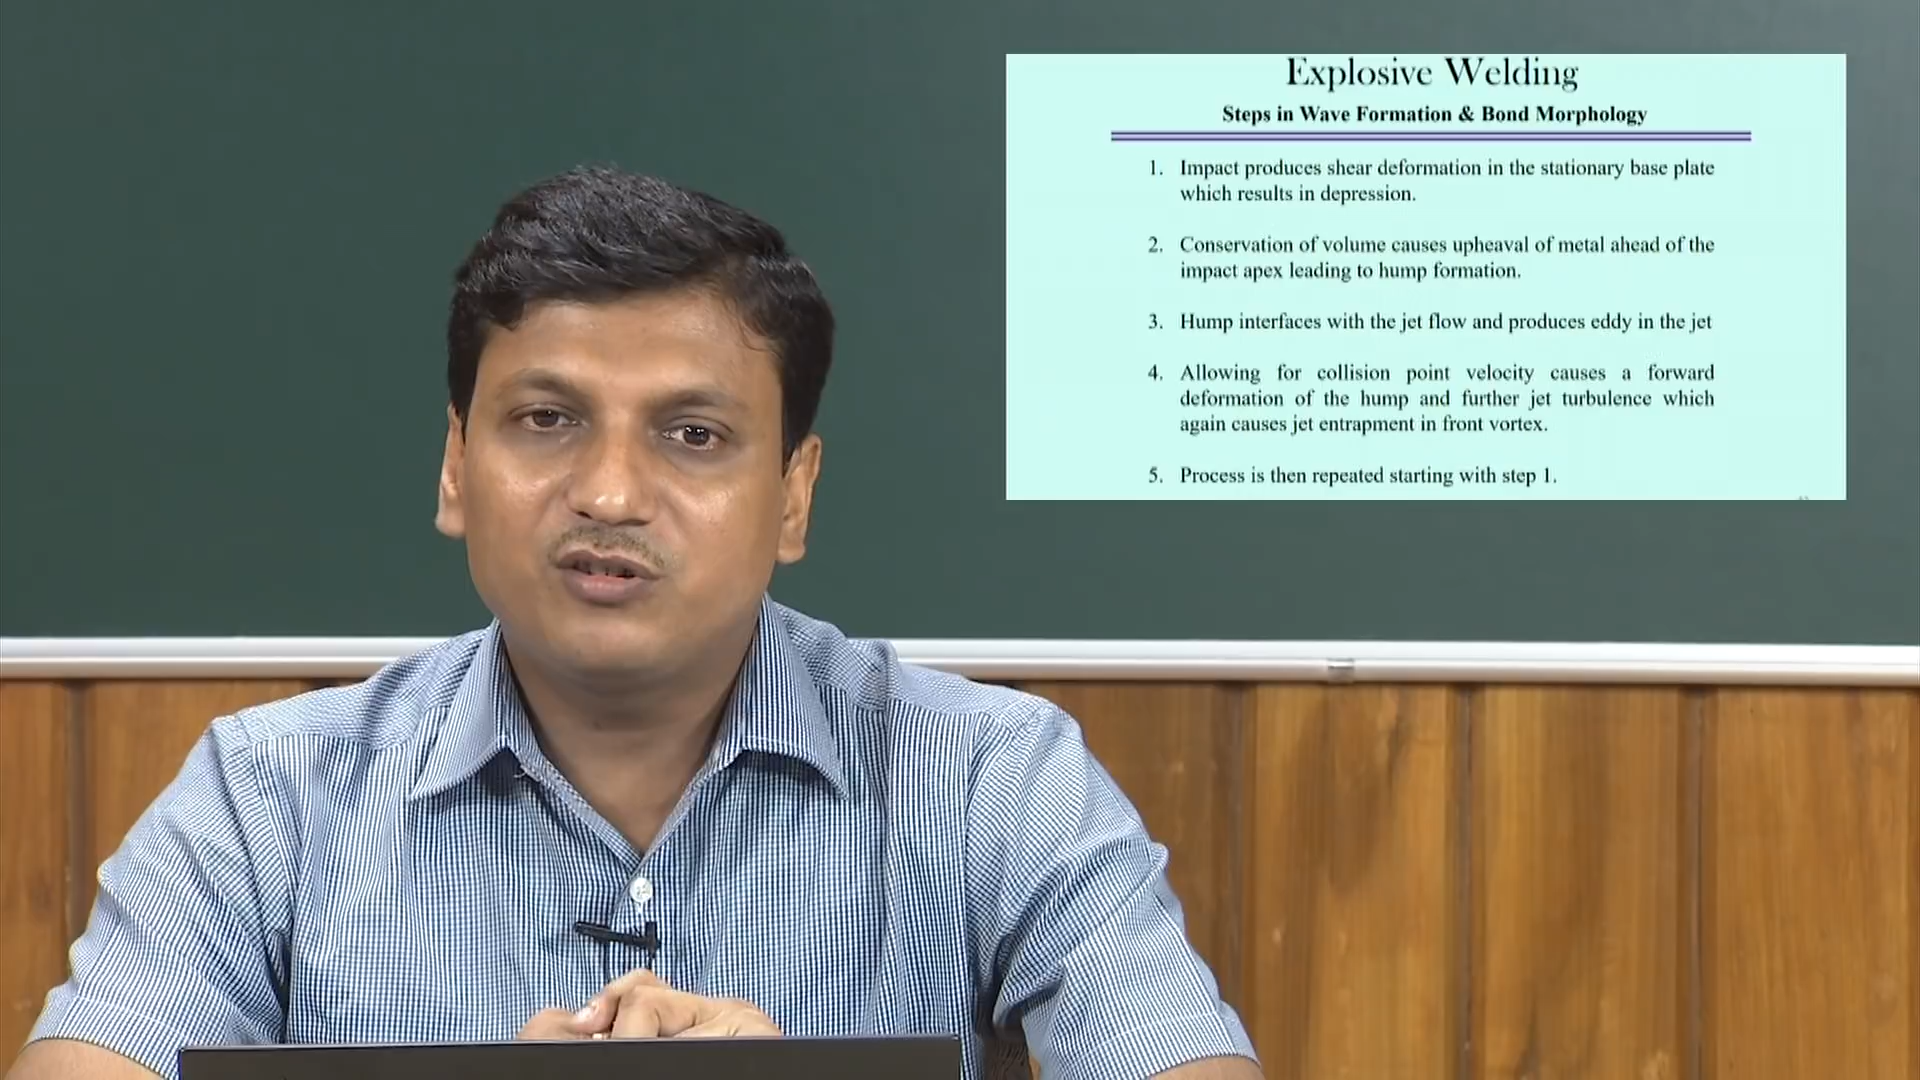 Explosive Welding
Steps in Wave Formation & Bond Morphology
1. Impact produces shear deformation in the stationary base plate
which results in depression.
2. Conservation of volume causes upheaval of metal ahead of the
impact apex leading to hump formation.
3. Hump interfaces with the jet flow and produces eddy in the jet
4. Allowing for collision point velocity causes a forward
deformation of the hump and further jet turbulence which
again causes jet entrapment in front vortex.
5. Process is then repeated starting with step 1.